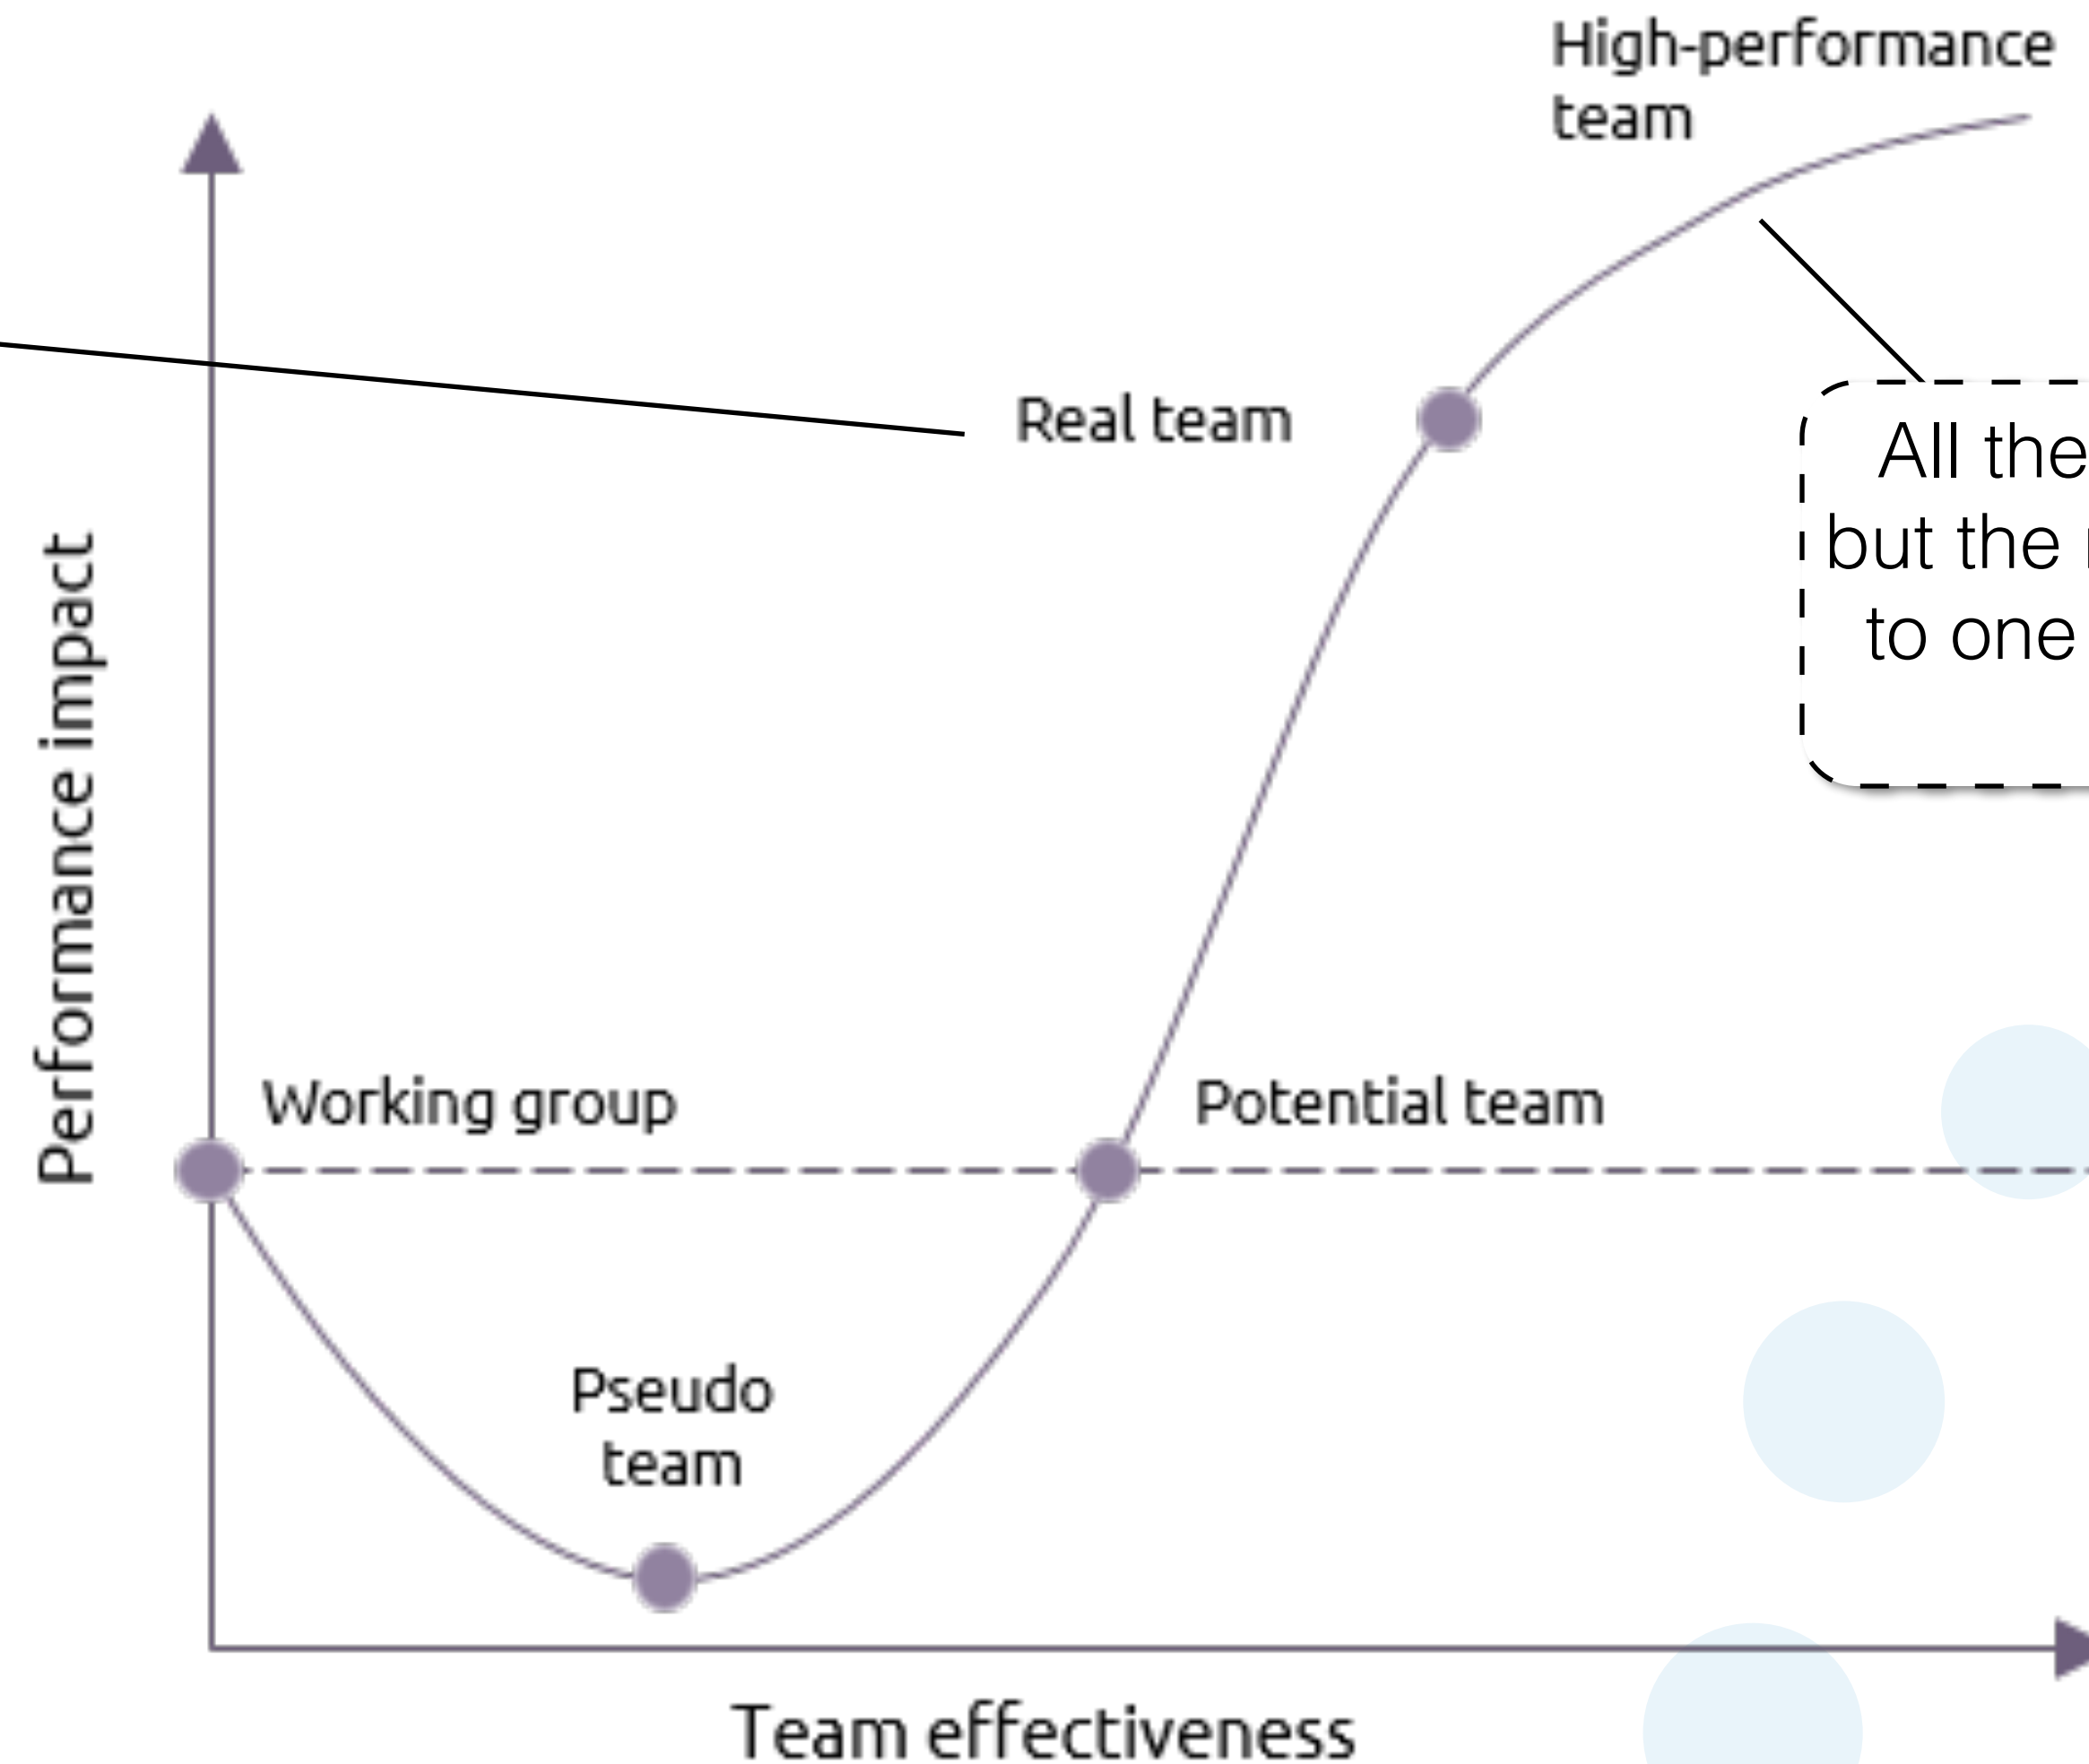 High-performance
team
Real team
All the
but the
to one
Performance impact
Working group
Potential team
Pseudo
team
Team effectiveness